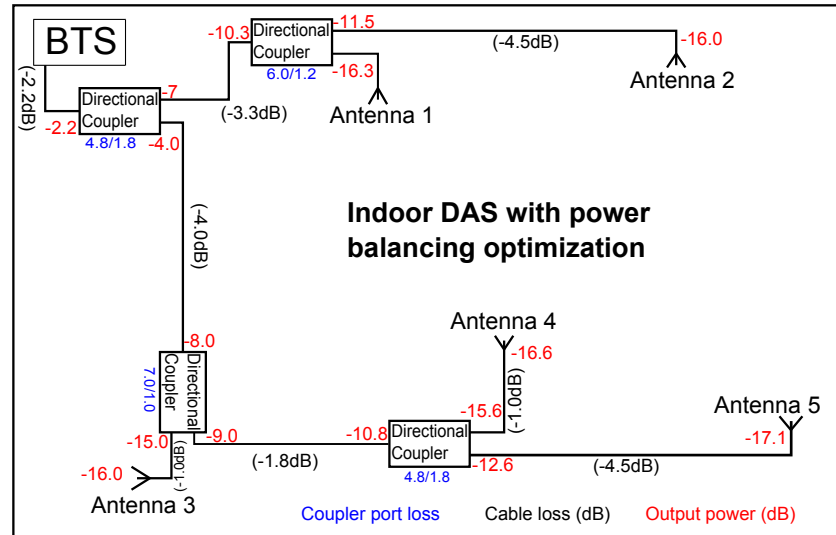 BTS
(-2.2dB)
-2.2
Directional
Coupler
4.8/1.8
-7
-4.0
(-3.3dB)
-10.3
Directional
Coupler
6.0/1.2
-11.5
-16.3
Antenna 1
(-4.5dB)
-16.0
Antenna 2
(-4.0dB)
Indoor DAS with power
balancing optimization
-8.0
Directional
Coupler
7.0/1.0
-15.0
-9.0
(-1.0dB)
-16.0
Antenna 3
(-1.8dB)
-10.8
Directional
Coupler
4.8/1.8
-15.6
-12.6
(-1.0dB)
-16.6
Antenna 4
(-4.5dB)
-17.1
Antenna 5
Coupler port loss
Cable loss (dB)
Output power (dB)